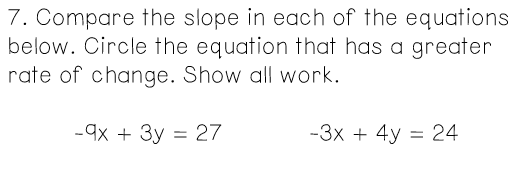 7. Compare the slope in each of the equations
below. Circle the equation that has a greater
rate of change. Show all work.
-9x + 3y = 27 -3x + 4y = 24